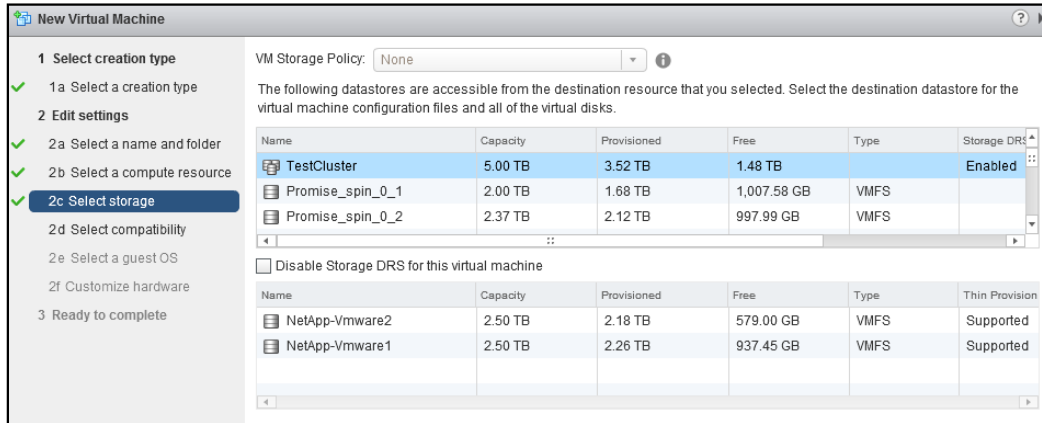 New Virtual Machine ?
1 Select creation type
1a Select a creation type
2 Edit settings
2a Select a name and folder
2b Select a compute resource
2c Select storage
2d Select compatibility
2e Select a guest OS
2f Customize hardware
3 Ready to complete
VM Storage Policy: None
The following datastores are accessible from the destination resource that you selected. Select the destination datastore for the
virtual machine configuration files and all of the virtual disks.
Name Capacity Provisioned Free Type Storage DRS
TestCluster 5.00 TB 3.52 TB 1.48 TB Enabled
Promise_spin_0_1 2.00 TB 1.68 TB 1,007.58 GB VMFS
Promise_spin_0_2 2.37 TB 2.12 TB 997.99 GB VMFS
Disable Storage DRS for this virtual machine
Name Capacity Provisioned Free Type Thin Provision
NetApp-Vmware2 2.50 TB 2.18 TB 579.00 GB VMFS Supported
NetApp-Vmware1 2.50 TB 2.26 TB 937.45 GB VMFS Supported